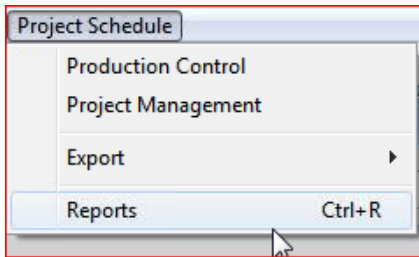 Project Schedule
Production Control
Project Management
Export
Reports Ctrl+R